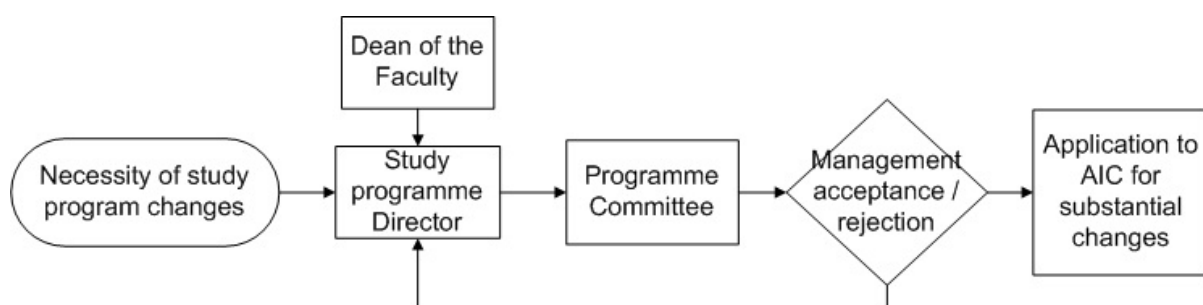 Dean of the
Faculty
Necessity of study
program changes
Study
programme
Director
Programme
Committee
Management
acceptance /
rejection
Application to
AIC for
substantial
changes